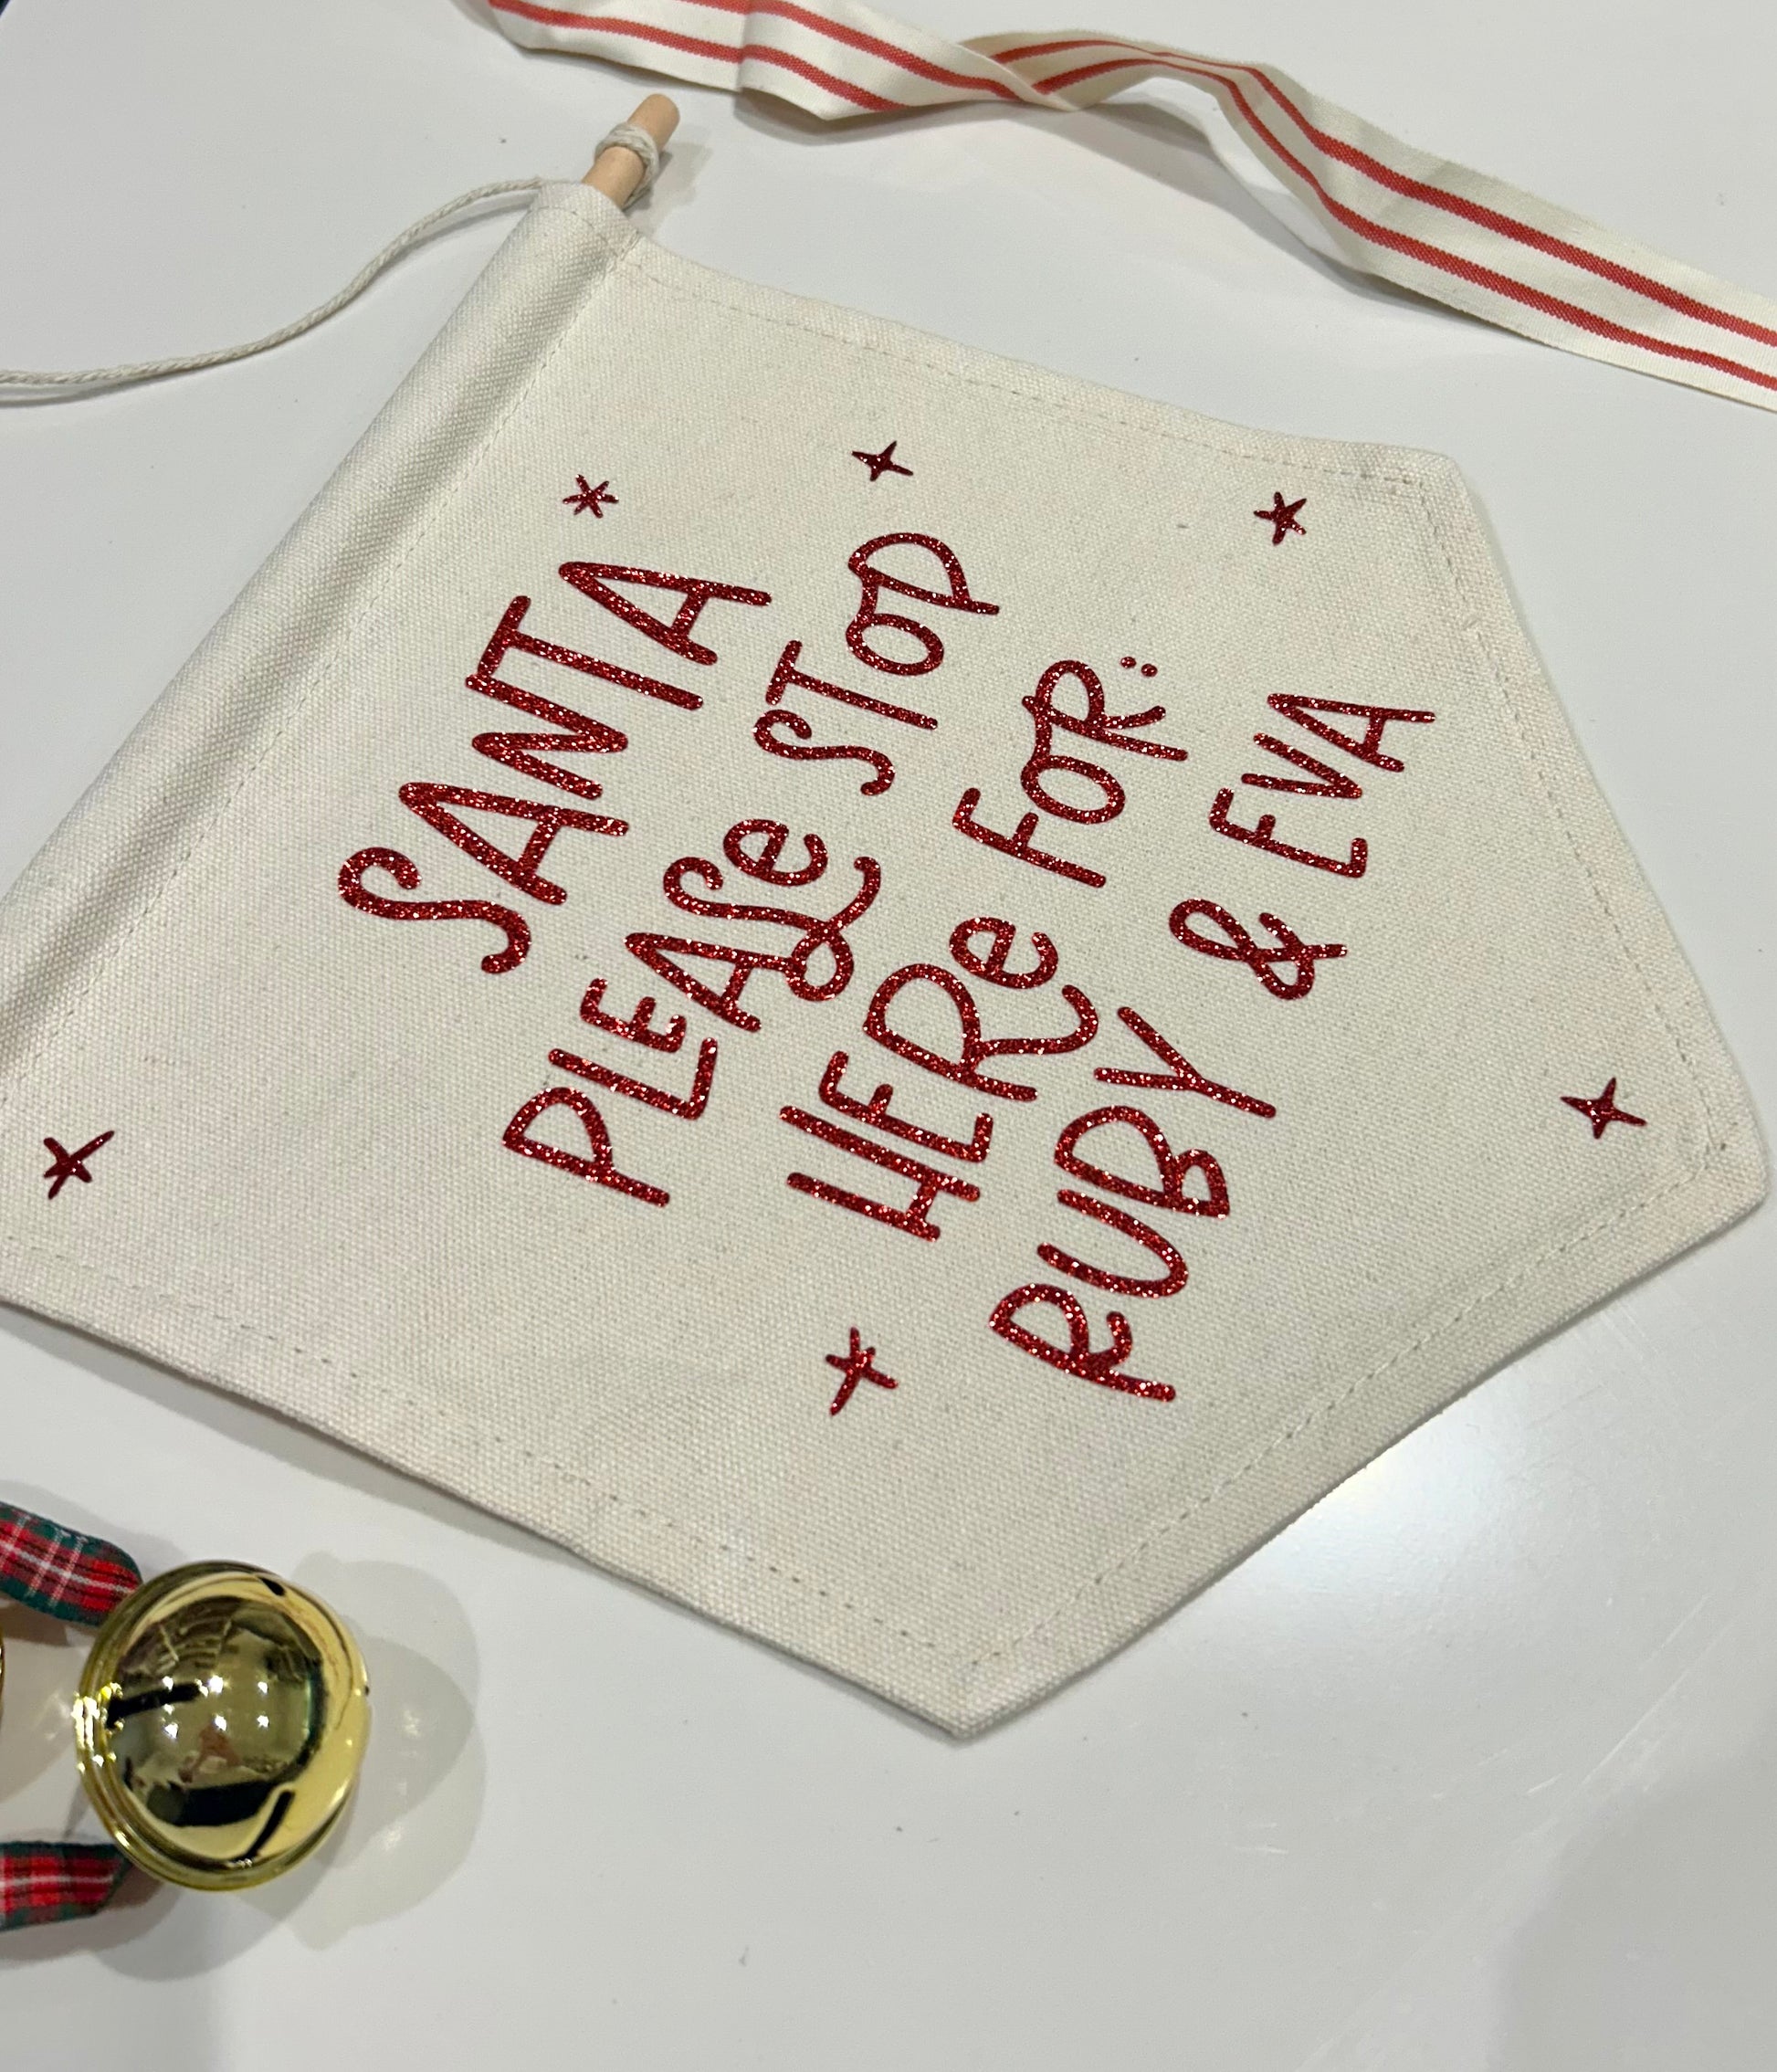 SANTA
PLEASe STOP
HERe FOR:
RUBY & EVA